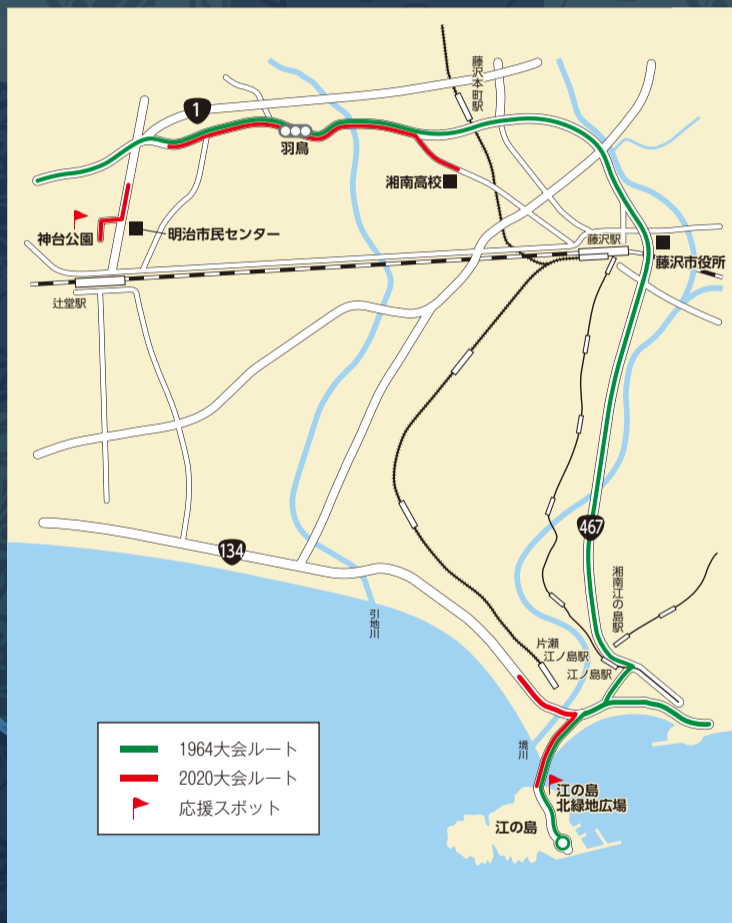 藤沢
本町駅
1
羽鳥
湘南高校
神台公園
明治市民センター
藤沢駅
藤沢市役所
辻堂駅
467
134
湘南江の島駅
引地川
片瀬
江ノ島駅
江ノ島駅
境川
江の島
北緑地広場
江の島
1964大会ルート
2020大会ルート
応援スポット